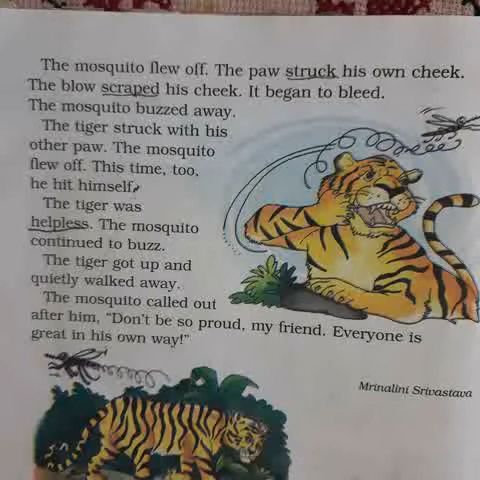 The mosquito flew off. The paw struck his own cheek.
The blow scraped his cheek. It began to bleed.
The mosquito buzzed away.
The tiger struck with his
other paw. The mosquito
flew off. This time, too,
he hit himself.
The tiger was
helpless. The mosquito
continued to buzz.
The tiger got up and
quietly walked away.
The mosquito called out
after him, "Don't be so proud, my friend. Everyone is
great in his own way!"
Mrinalini Srivastava